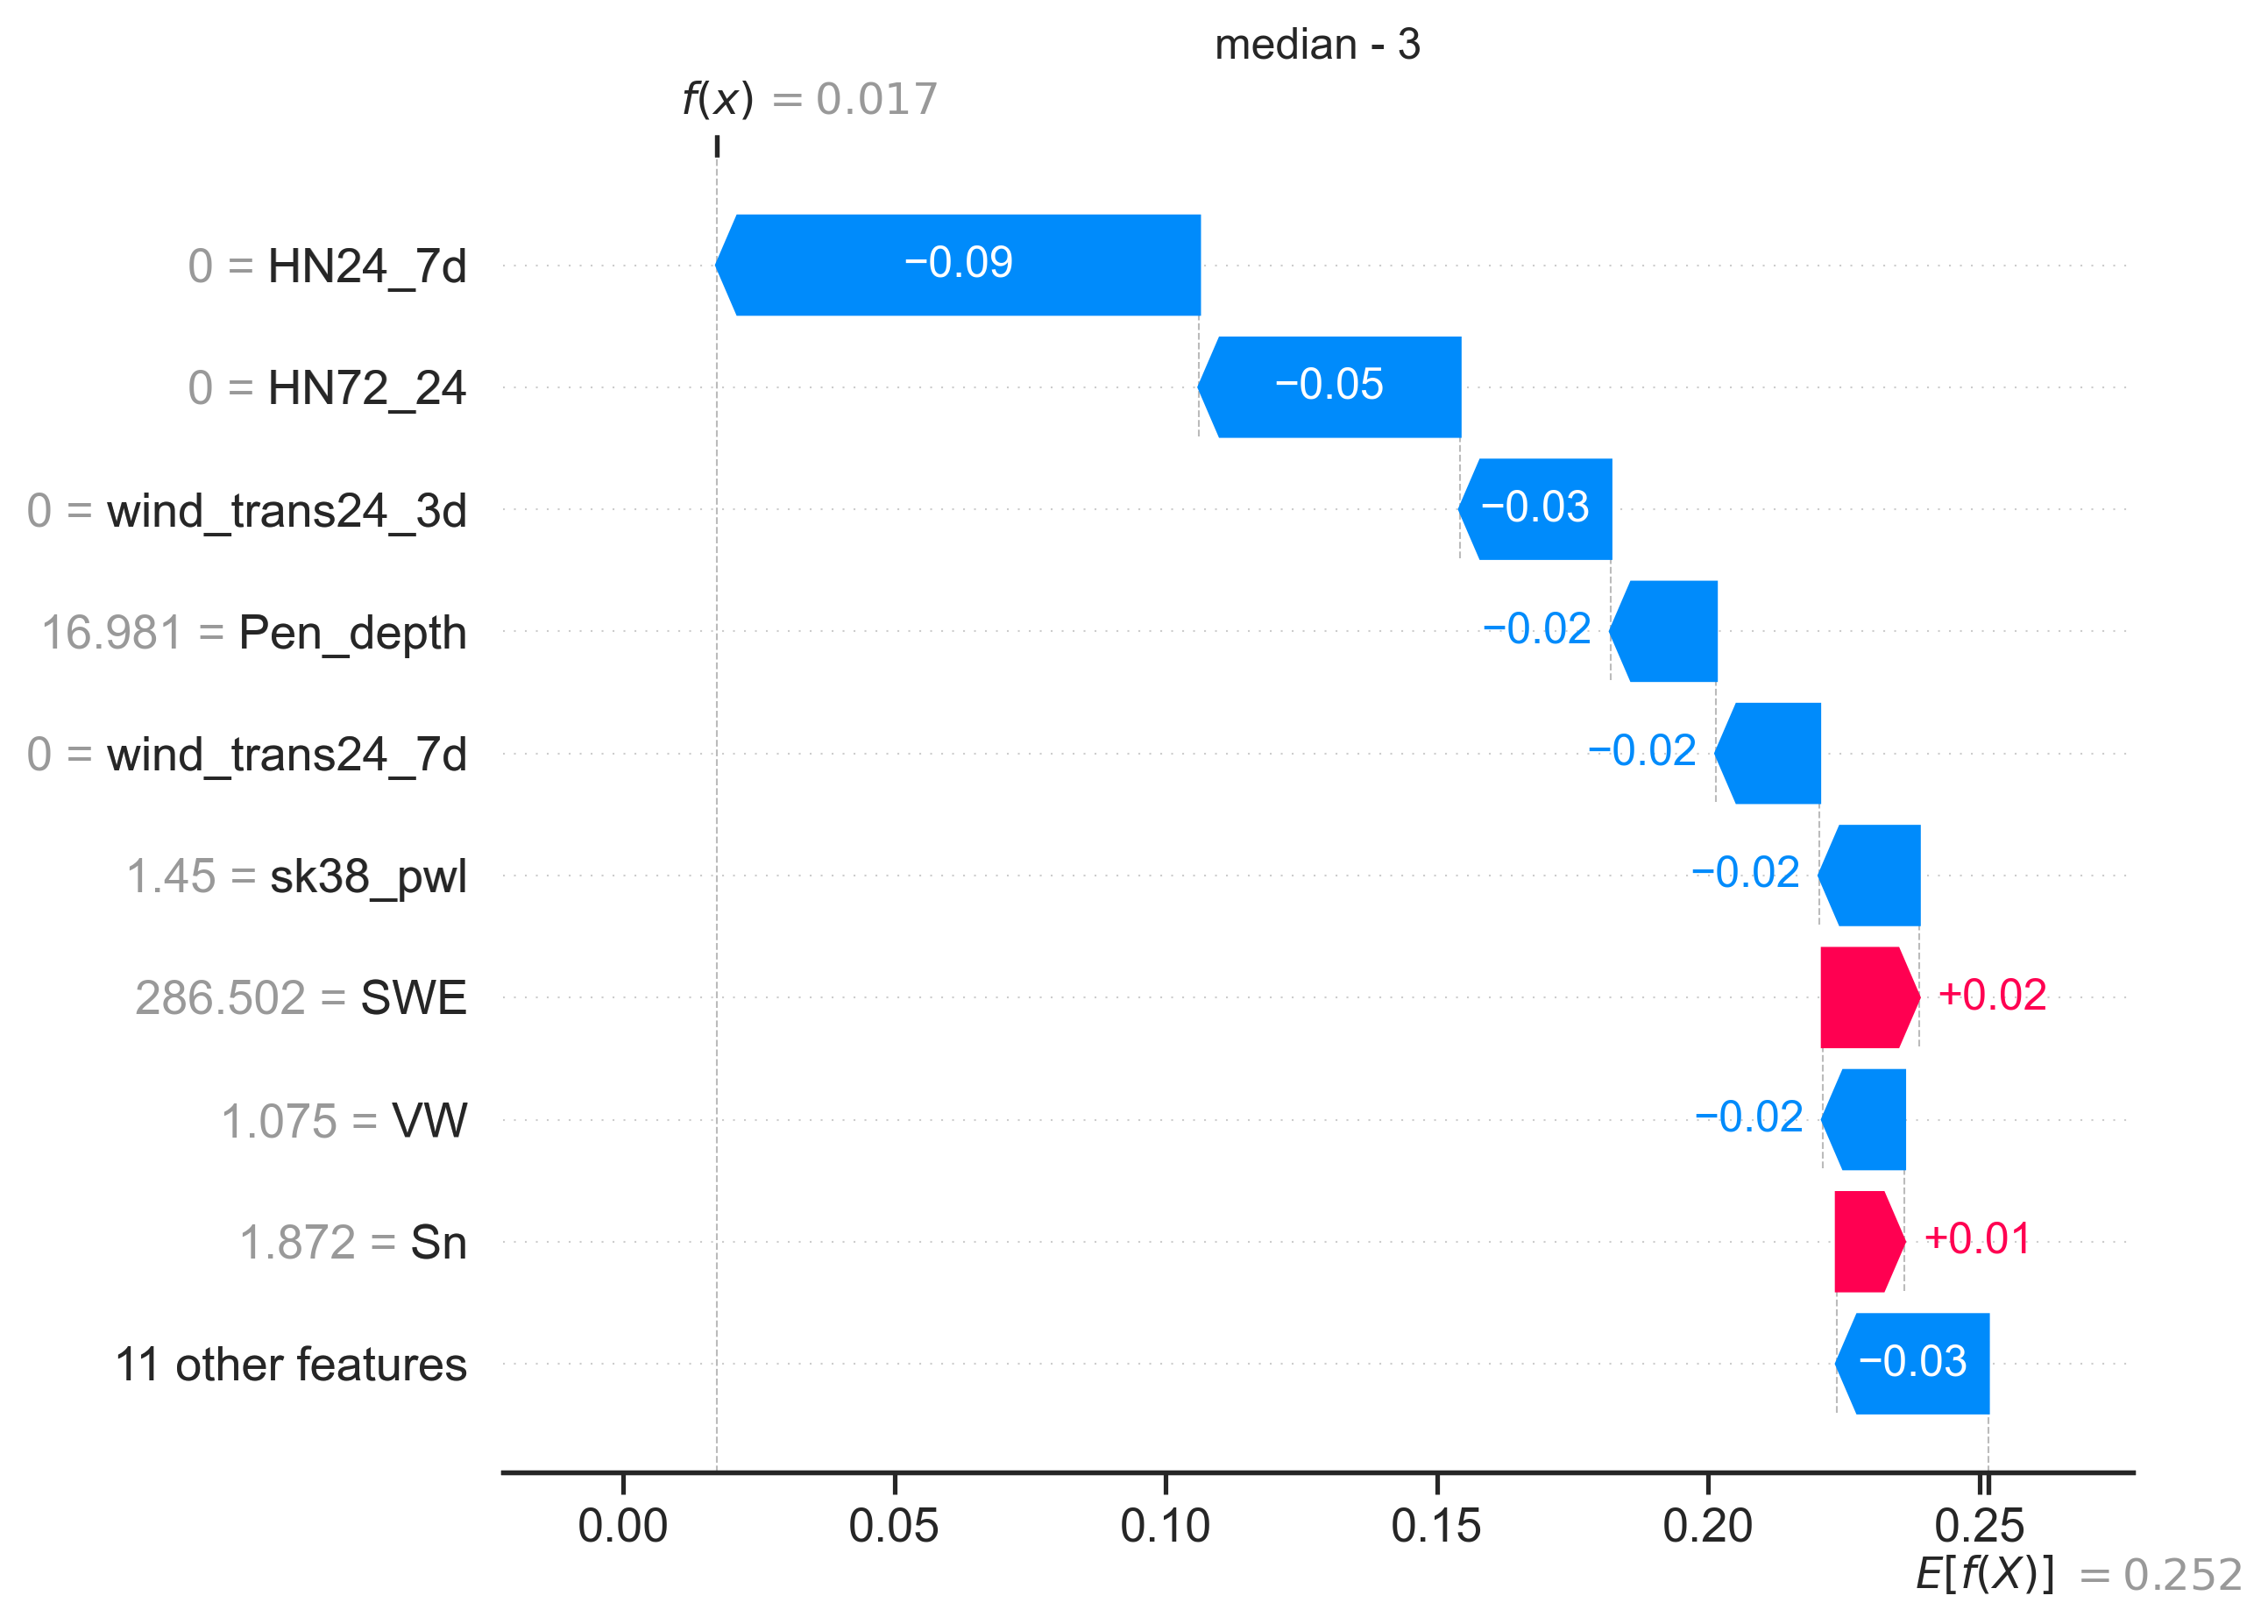 median - 3
f(x) = 0.017
0 = HN24_7d −0.09
0 = HN72_24 −0.05
0 = wind_trans24_3d −0.03
16.981 = Pen_depth −0.02
0 = wind_trans24_7d −0.02
1.45 = sk38_pwl −0.02
286.502 = SWE +0.02
1.075 = VW −0.02
1.872 = Sn +0.01
11 other features −0.03
0.00 0.05 0.10 0.15 0.20 0.25
E[f(X)] = 0.252